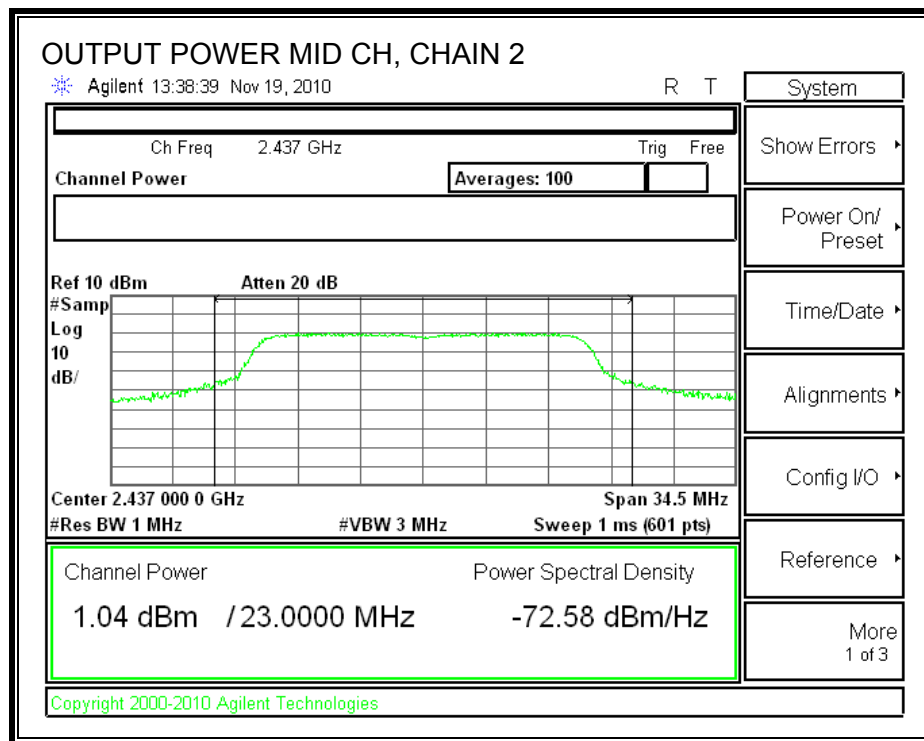 OUTPUT POWER MID CH, CHAIN 2
Agilent 13:38:39 Nov 19, 2010 R T
System
Ch Freq 2.437 GHz Trig Free
Show Errors
Channel Power Averages: 100
Power On/
Preset
Ref 10 dBm Atten 20 dB
#Samp
Log
10
dB/
Time/Date
Alignments
Config I/O
Center 2.437 000 0 GHz Span 34.5 MHz
#Res BW 1 MHz #VBW 3 MHz Sweep 1 ms (601 pts)
Channel Power Power Spectral Density
Reference
1.04 dBm / 23.0000 MHz -72.58 dBm/Hz
More
1 of 3
Copyright 2000-2010 Agilent Technologies